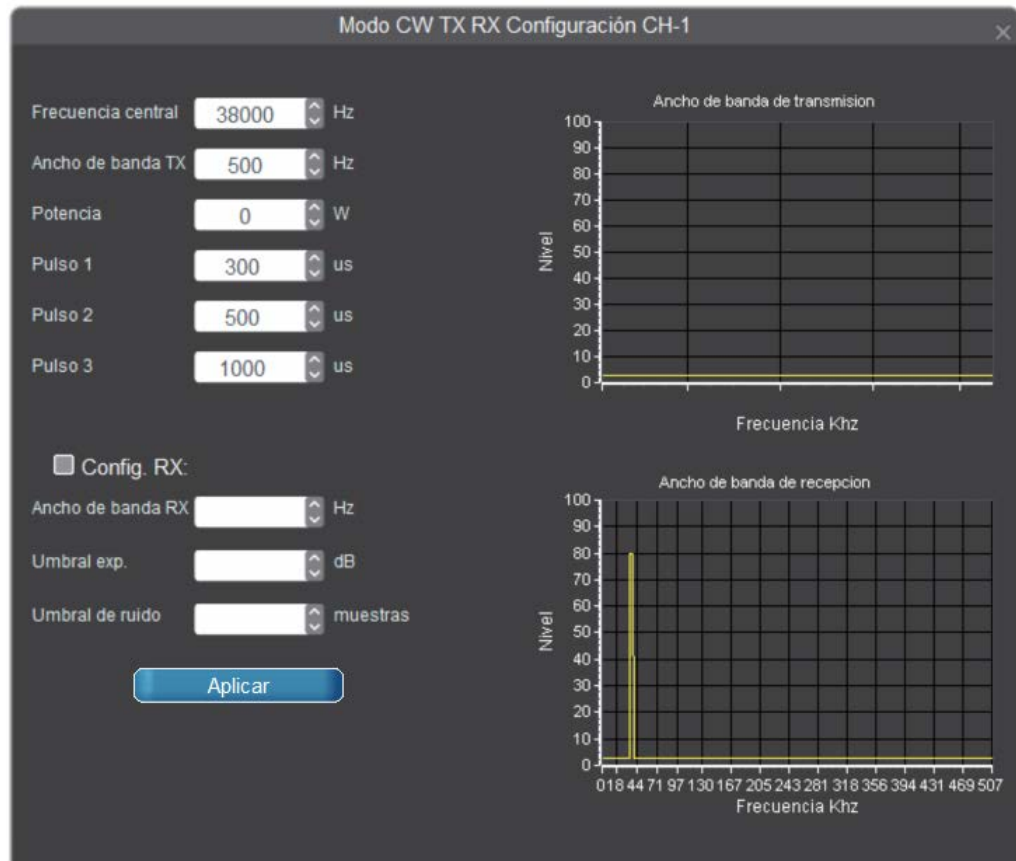 Modo CW TX RX Configuración CH-1
Frecuencia central 38000 Hz
Ancho de banda TX 500 Hz
Potencia 0 W
Pulso 1 300 us
Pulso 2 500 us
Pulso 3 1000 us
Config. RX:
Ancho de banda RX Hz
Umbral exp. dB
Umbral de ruido muestras
Aplicar
Ancho de banda de transmision
100
90
80
70
60
50
40
30
20
10
0
Nivel
Frecuencia Khz
Ancho de banda de recepcion
100
90
80
70
60
50
40
30
20
10
0
Nivel
0 18 44 71 97 130 167 205 243 281 318 356 394 431 469 507
Frecuencia Khz